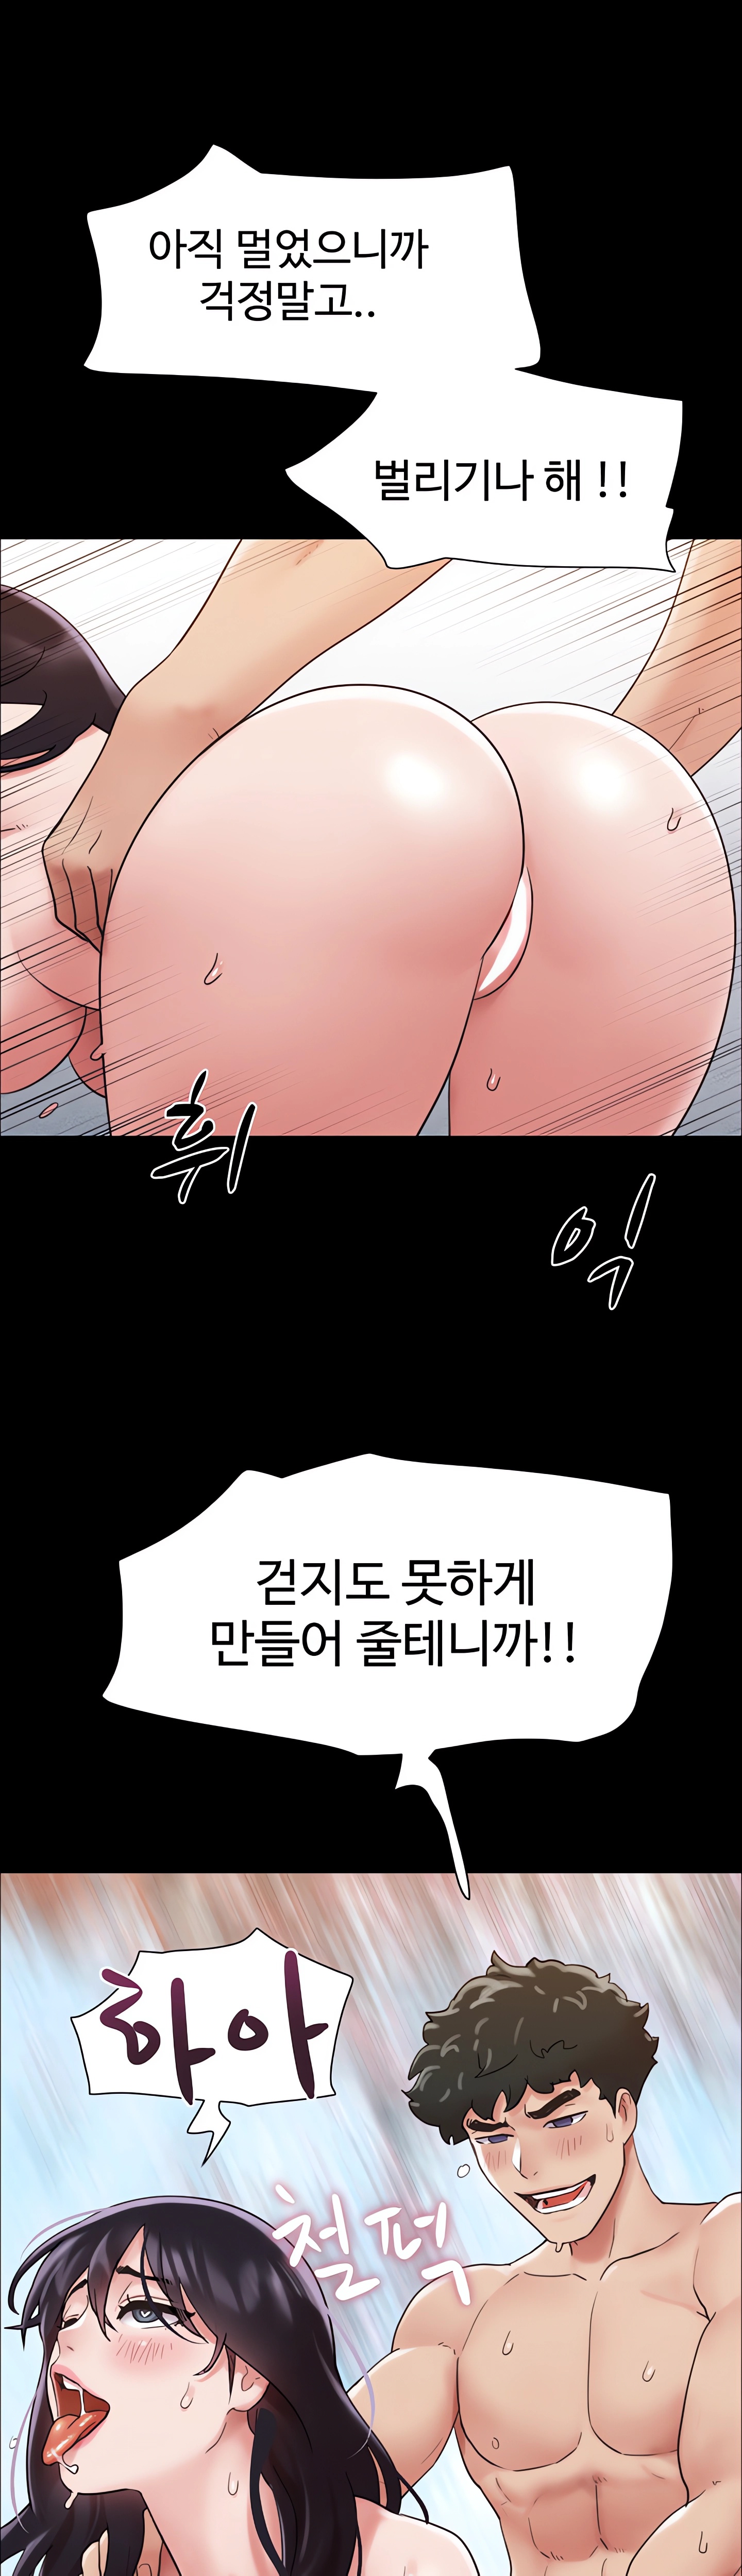 아직 멀었으니까
걱정말고..
벌리기나 해 !!
휘
익
걷지도 못하게
만들어 줄테니까!!
하아
철퍽